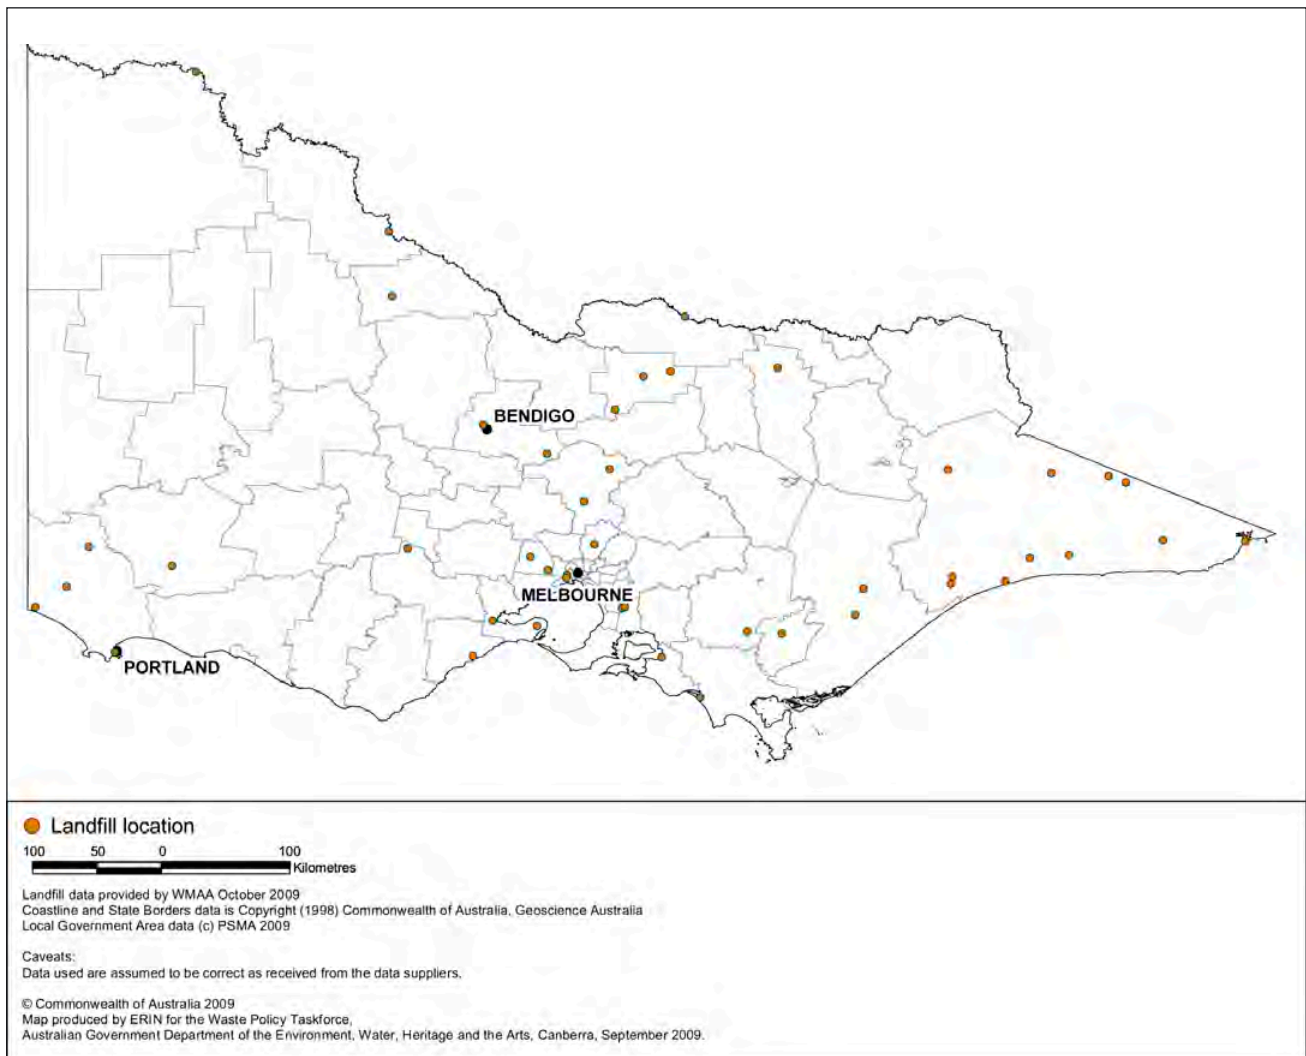 BENDIGO
MELBOURNE
PORTLAND
Landfill location
100 50 0 100
Kilometres
Landfill data provided by WMAA October 2009
Coastline and State Borders data is Copyright (1998) Commonwealth of Australia, Geoscience Australia
Local Government Area data (c) PSMA 2009
Caveats:
Data used are assumed to be correct as received from the data suppliers.
© Commonwealth of Australia 2009
Map produced by ERIN for the Waste Policy Taskforce,
Australian Government Department of the Environment, Water, Heritage and the Arts, Canberra, September 2009.